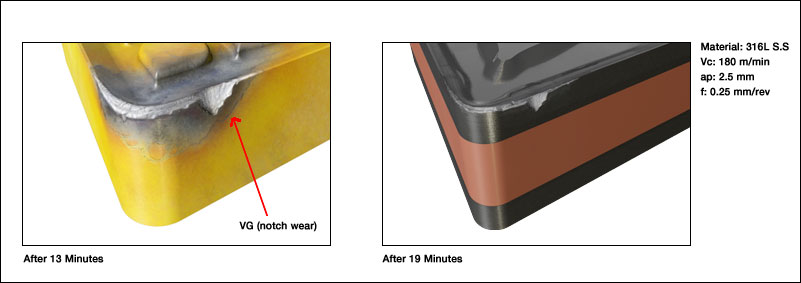 Material: 316L S.S
Vc: 180 m/min
ap: 2.5 mm
f: 0.25 mm/rev
VG (notch wear)
After 13 Minutes
After 19 Minutes